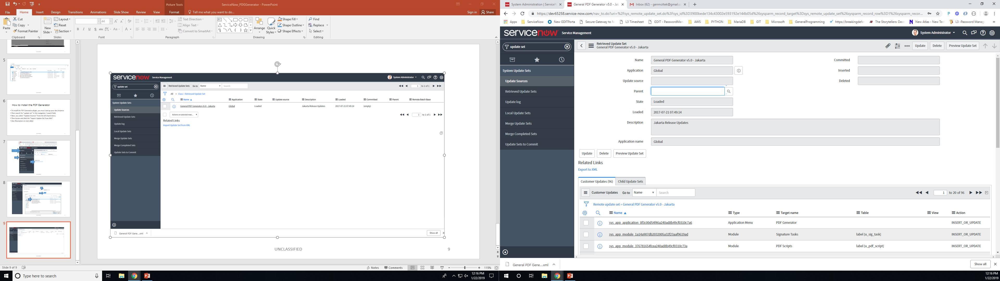 ServiceNow_PDGGenerator - PowerPoint
Picture Tools
File Home Insert Design Transitions Animations Slide Show Review View Format Tell me what you want to do... Sign in Share
Paste
Cut
Copy
Format Painter
Clipboard
New Slide
Layout
Reset
Section
Slides
44
Font
Text Direction
Align Text
Convert to SmartArt
Paragraph
Arrange
Quick Styles
Shape Fill
Shape Outline
Shape Effects
Drawing
Find
Replace
Select
Editing
5
6
How to Install the PDF Generator
7
8
9
servicenow Service Management
System Administrator
update set
Retrieved Update Sets Go to Name Search 1 to 1 of 1
All > Class = Retrieved Update Set
Name Application State Update source Description Loaded Committed Parent Remote Batch Base
General PDF Generator v5.0 - Jakarta Global Loaded Jakarta Release Updates 2017-07-21 07:49:14 (empty)
Actions on selected rows... 1 to 1 of 1
Related Links
Import Update Set from XML
System Update Sets
Update Sources
Retrieved Update Sets
Update log
Local Update Sets
Merge Update Sets
Merge Completed Sets
Update Sets to Commit
General PDF Gene....xml Show all
UNCLASSIFIED 9
Slide 9 of 9 Notes Comments 115%
Type here to search
12:16 PM
1/22/2019
System Administration | ServiceN
General PDF Generator v5.0 - Jak
Inbox (62) - genmoltek@gmail.c
https://dev65258.service-now.com/nav_to.do?uri=%2Fsys_remote_update_set.do%3Fsys_id%3D3900bede134c43002e593192e144b05d%26sysparm_record_target%3Dsys_remote_update_set%26sysparm_record_row%3D1%26sysparm_recor...
Apps ServiceNow New GDITPorta Secure Gateway to N L3 Timesheet GDIT - PasswordMan AWS PYTHON MariaDB GIT Microsoft GeneralProgramming https://breakingdefe The Storytellers: Dece New Atlas - New Tec L3 -Password Manag
servicenow Service Management
System Administrator
update set
System Update Sets
Update Sources
Retrieved Update Sets
Update log
Local Update Sets
Merge Update Sets
Merge Completed Sets
Update Sets to Commit
Retrieved Update Set
General PDF Generator v5.0 - Jakarta
Update Delete Preview Update Set
Name General PDF Generator v5.0 - Jakarta Committed
Application Global Inserted
Update source Deleted
Parent
State Loaded
Loaded 2017-07-21 07:49:14
Description Jakarta Release Updates
Application name Global
Update Delete Preview Update Set
Related Links
Export to XML
Customer Updates (96) Child Update Sets
Customer Updates Go to Name Search 1 to 20 of 96
Remote update set = General PDF Generator v5.0 - Jakarta
Name Type Target name Table View Action
sys_app_application_0f3c00d54f46a240ad8b49cf0310c7a6 Application Menu PDF Generator INSERT_OR_UPDATE
sys_app_module_1a14a907db2032005a32f23aaf9619ad Module Signature Tasks label [u_sig_task] INSERT_OR_UPDATE
sys_app_module_376781654fcea240ad8b49cf0310c73a Module PDF Scripts label [u_pdf_script] INSERT_OR_UPDATE
General PDF Gene....xml Show all
12:16 PM
1/22/2019